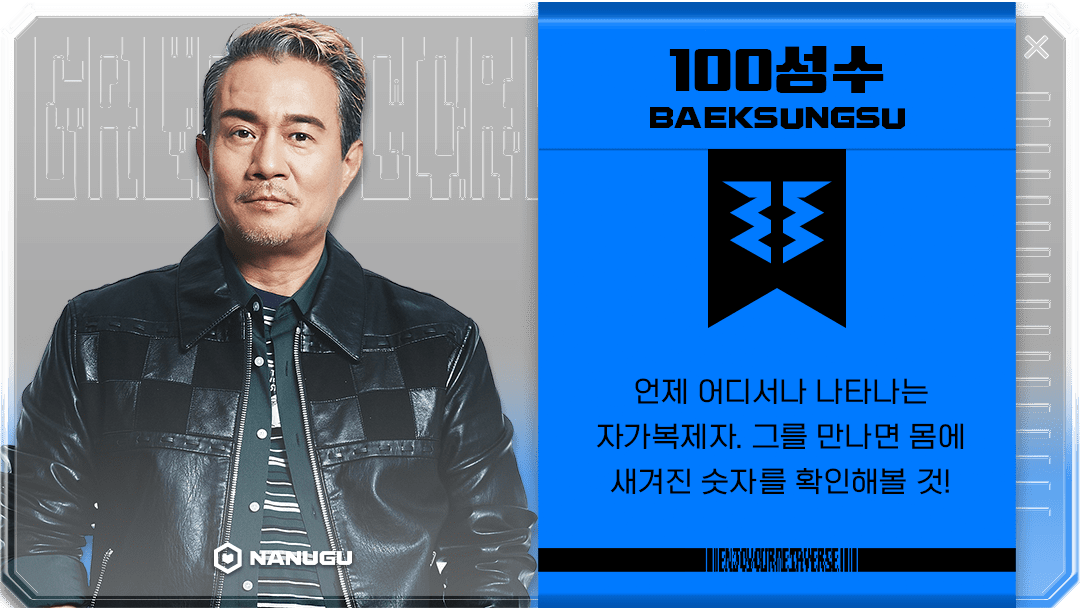 100성수
BAEKSUNGSU
언제 어디서나 나타나는
자가복제자. 그를 만나면 몸에
새겨진 숫자를 확인해볼 것!
NANUGU
ENJOYOURMETAVERSE